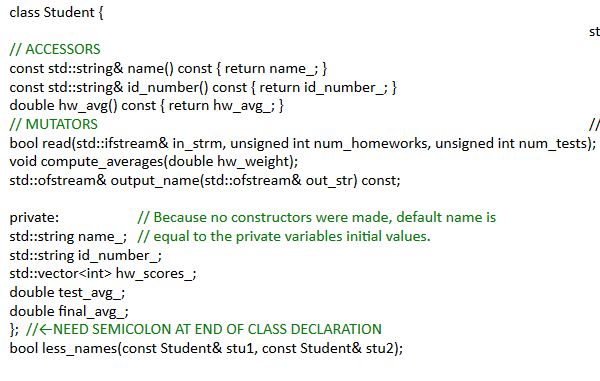 class Student {
st
// ACCESSORS
const std::string& name() const { return name_; }
const std::string& id_number() const { return id_number_; }
double hw_avg() const { return hw_avg_; }
// MUTATORS //
bool read(std::ifstream& in_strm, unsigned int num_homeworks, unsigned int num_tests);
void compute_averages(double hw_weight);
std::ofstream& output_name(std::ofstream& out_str) const;
private: // Because no constructors were made, default name is
std::string name_; // equal to the private variables initial values.
std::string id_number_;
std::vector<int> hw_scores_;
double test_avg_;
double final_avg_;
}; //←NEED SEMICOLON AT END OF CLASS DECLARATION
bool less_names(const Student& stu1, const Student& stu2);